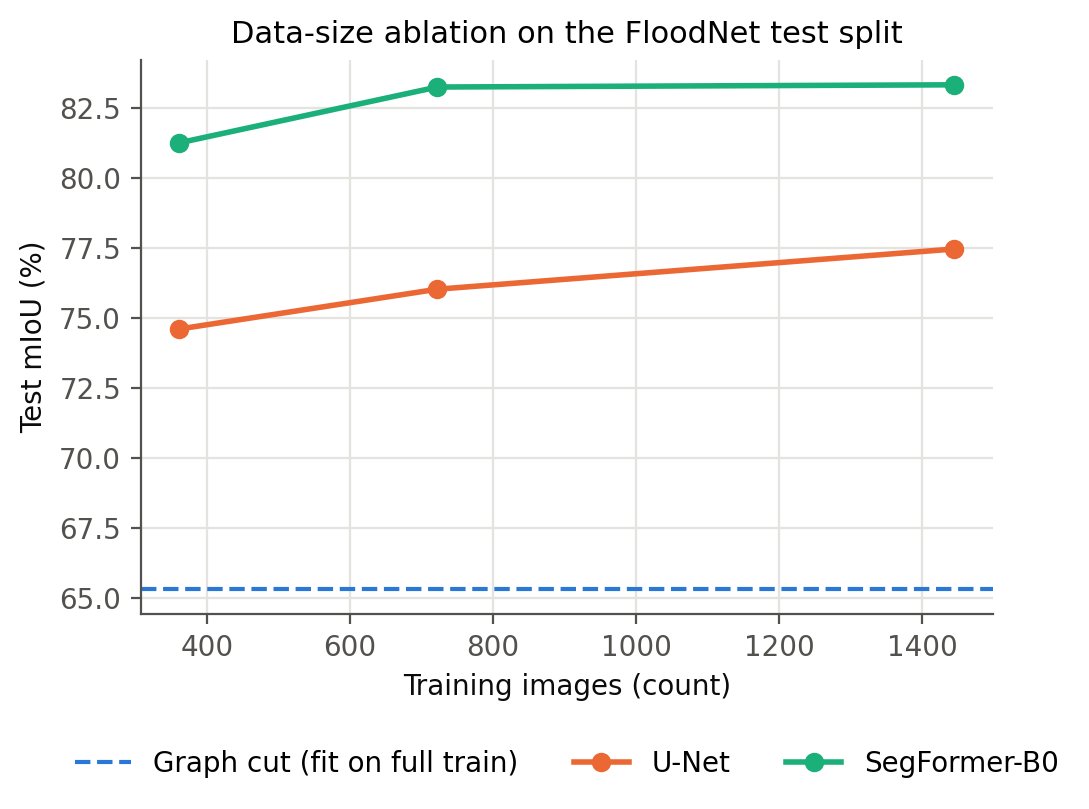 Data-size ablation on the FloodNet test split
Test mIoU (%)
82.5
80.0
77.5
75.0
72.5
70.0
67.5
65.0
400 600 800 1000 1200 1400
Training images (count)
Graph cut (fit on full train) U-Net SegFormer-B0